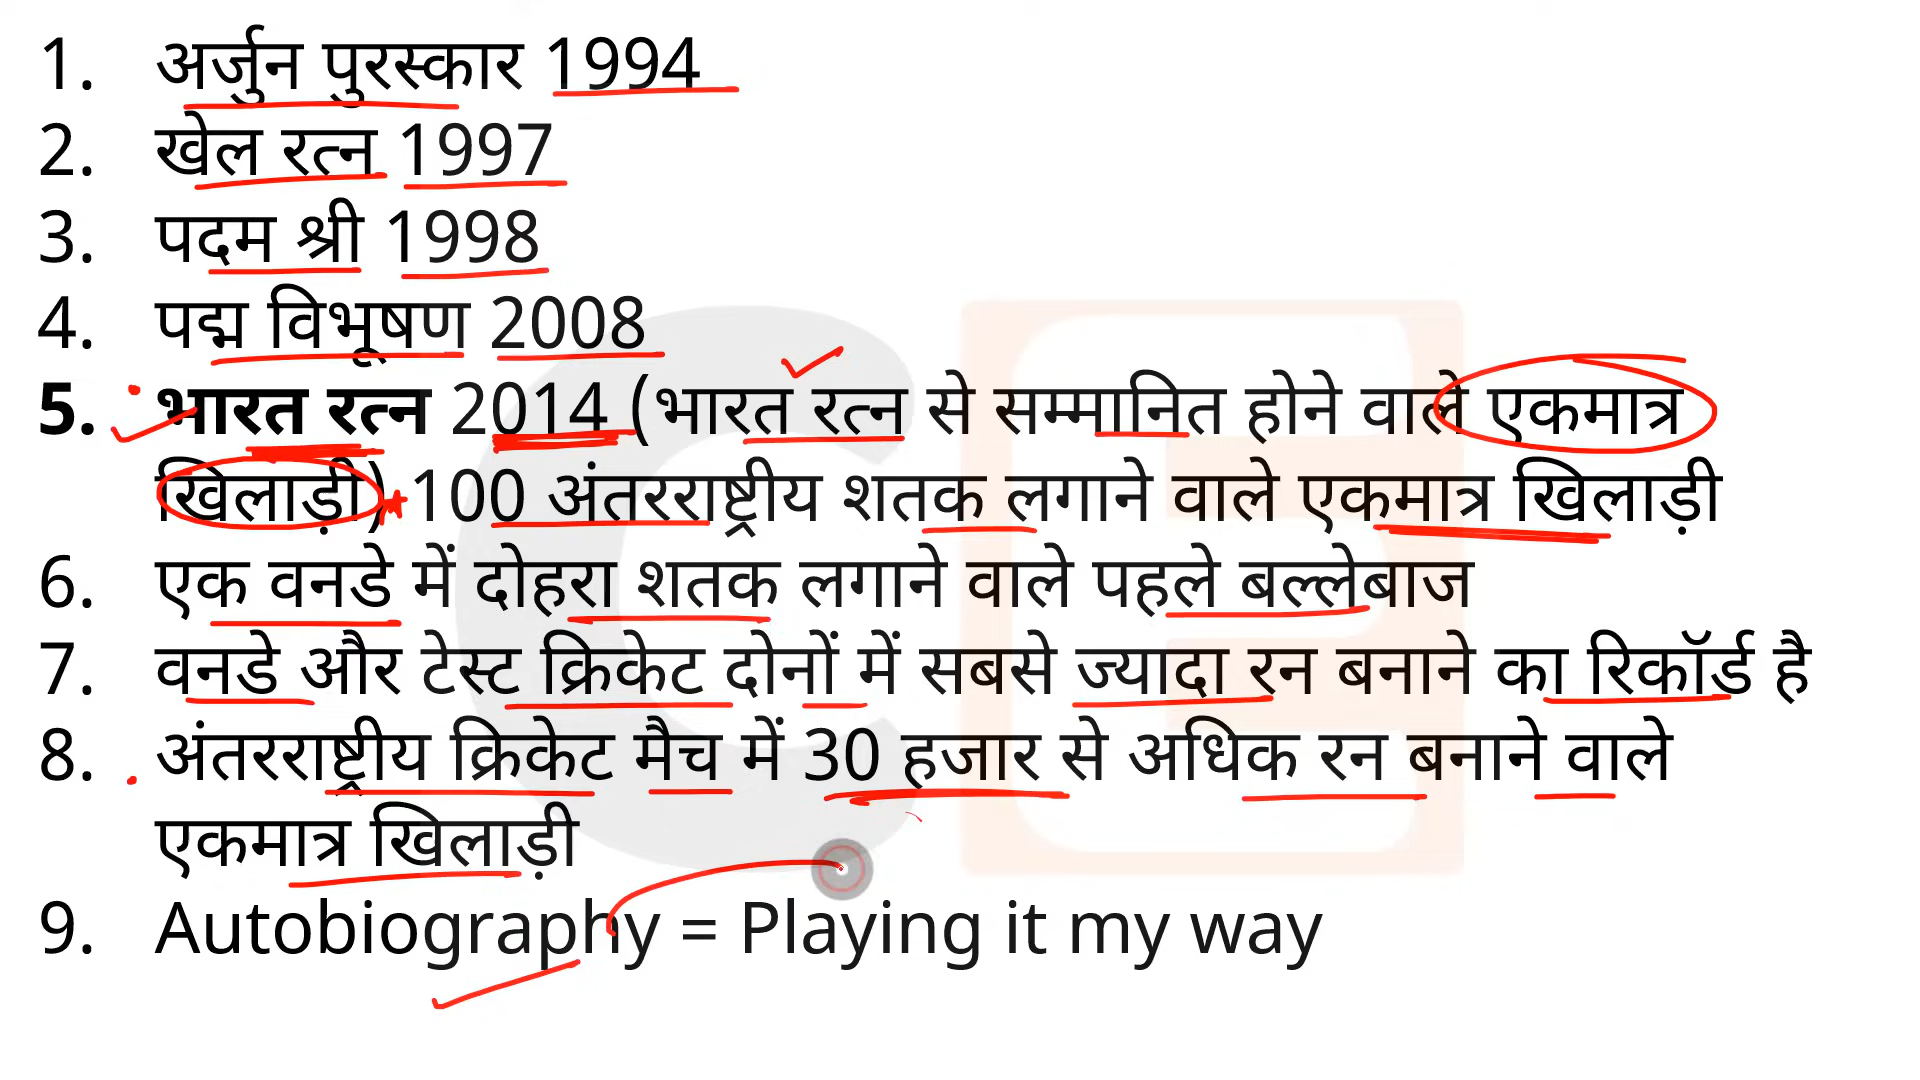 1. अर्जुन पुरस्कार 1994
2. खेल रत्न 1997
3. पदम श्री 1998
4. पद्म विभूषण 2008
5. भारत रत्न 2014 (भारत रत्न से सम्मानित होने वाले एकमात्र
खिलाड़ी) 100 अंतरराष्ट्रीय शतक लगाने वाले एकमात्र खिलाड़ी
6. एक वनडे में दोहरा शतक लगाने वाले पहले बल्लेबाज
7. वनडे और टेस्ट क्रिकेट दोनों में सबसे ज्यादा रन बनाने का रिकॉर्ड है
8. अंतरराष्ट्रीय क्रिकेट मैच में 30 हजार से अधिक रन बनाने वाले
एकमात्र खिलाड़ी
9. Autobiography = Playing it my way